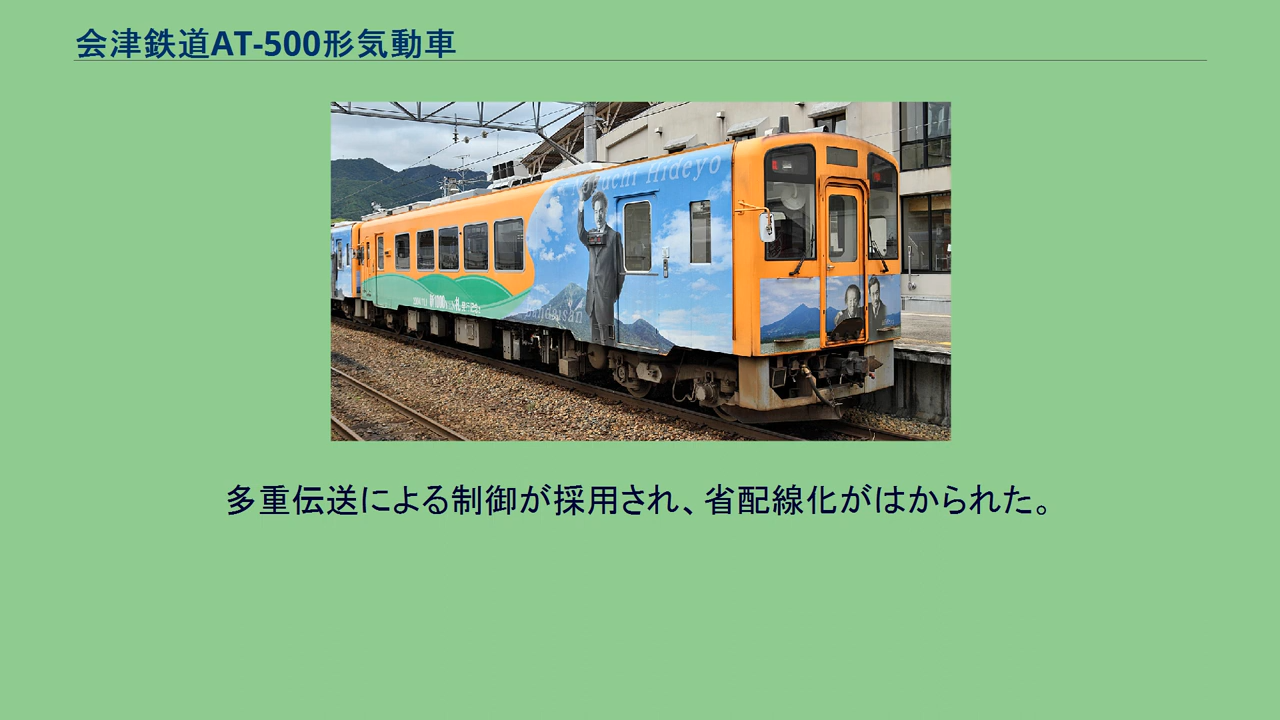 会津鉄道AT-500形気動車
Noguchi Hideyo
Bandaisan
多重伝送による制御が採用され、省配線化がはかられた。